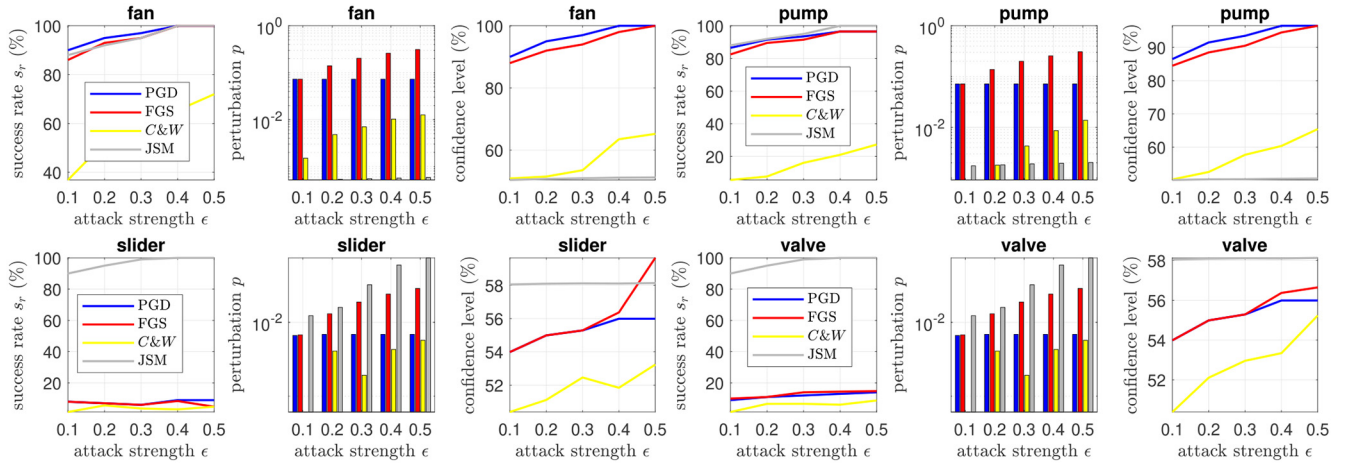 fan
success rate s_r (%)
100
80
60
40
PGD
FGS
C&W
JSM
0.1 0.2 0.3 0.4 0.5
attack strength ϵ
fan
perturbation p
10^0
10^-2
0.1 0.2 0.3 0.4 0.5
attack strength ϵ
fan
confidence level (%)
100
90
80
70
60
0.1 0.2 0.3 0.4 0.5
attack strength ϵ
pump
success rate s_r (%)
100
80
60
40
20
PGD
FGS
C&W
JSM
0.1 0.2 0.3 0.4 0.5
attack strength ϵ
pump
perturbation p
10^0
10^-2
0.1 0.2 0.3 0.4 0.5
attack strength ϵ
pump
confidence level (%)
90
80
70
60
0.1 0.2 0.3 0.4 0.5
attack strength ϵ
slider
success rate s_r (%)
100
80
60
40
20
PGD
FGS
C&W
JSM
0.1 0.2 0.3 0.4 0.5
attack strength ϵ
slider
perturbation p
10^-2
0.1 0.2 0.3 0.4 0.5
attack strength ϵ
slider
confidence level (%)
58
56
54
52
0.1 0.2 0.3 0.4 0.5
attack strength ϵ
valve
success rate s_r (%)
100
80
60
40
20
PGD
FGS
C&W
JSM
0.1 0.2 0.3 0.4 0.5
attack strength ϵ
valve
perturbation p
10^-2
0.1 0.2 0.3 0.4 0.5
attack strength ϵ
valve
confidence level (%)
58
56
54
52
0.1 0.2 0.3 0.4 0.5
attack strength ϵ